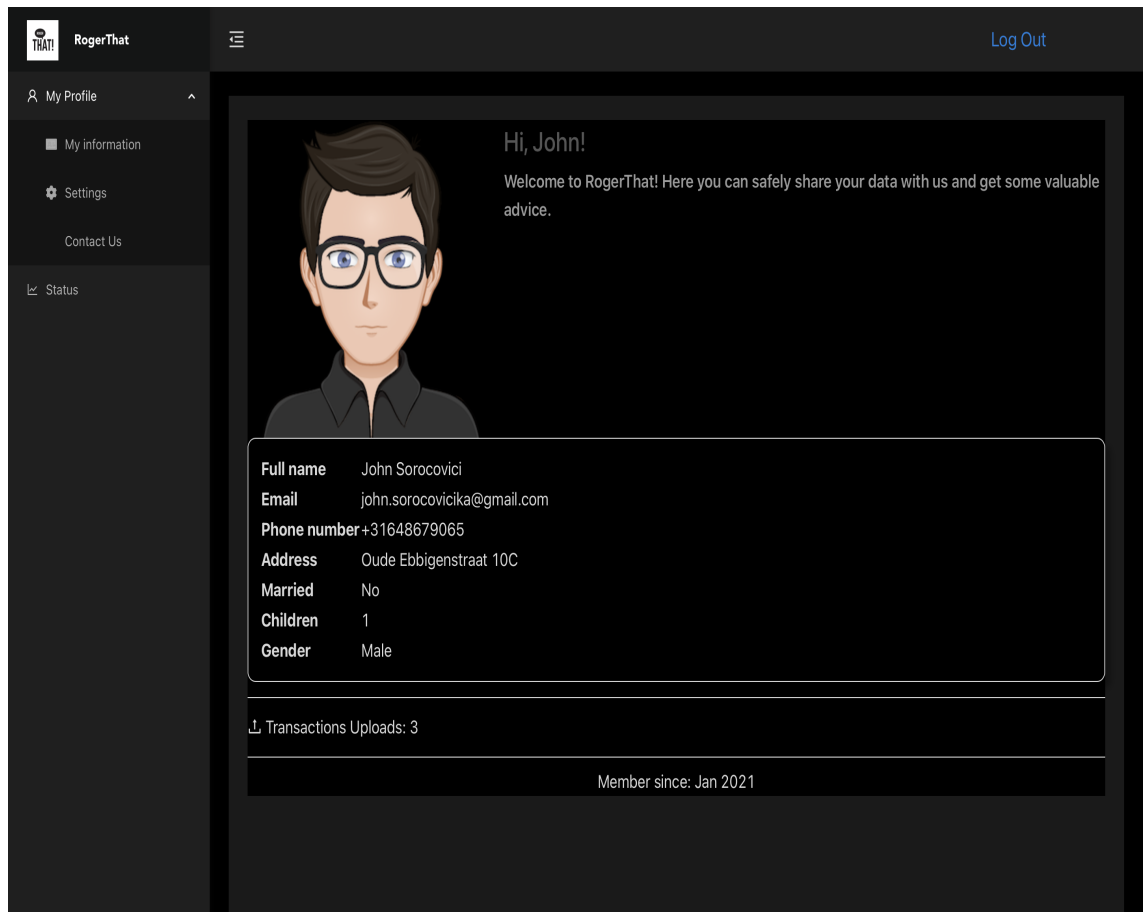 THAT!
RogerThat
Log Out
My Profile
My information
Settings
Contact Us
Status
Hi, John!
Welcome to RogerThat! Here you can safely share your data with us and get some valuable
advice.
Full name John Sorocovici
Email john.sorocovicika@gmail.com
Phone number +31648679065
Address Oude Ebbigenstraat 10C
Married No
Children 1
Gender Male
Transactions Uploads: 3
Member since: Jan 2021